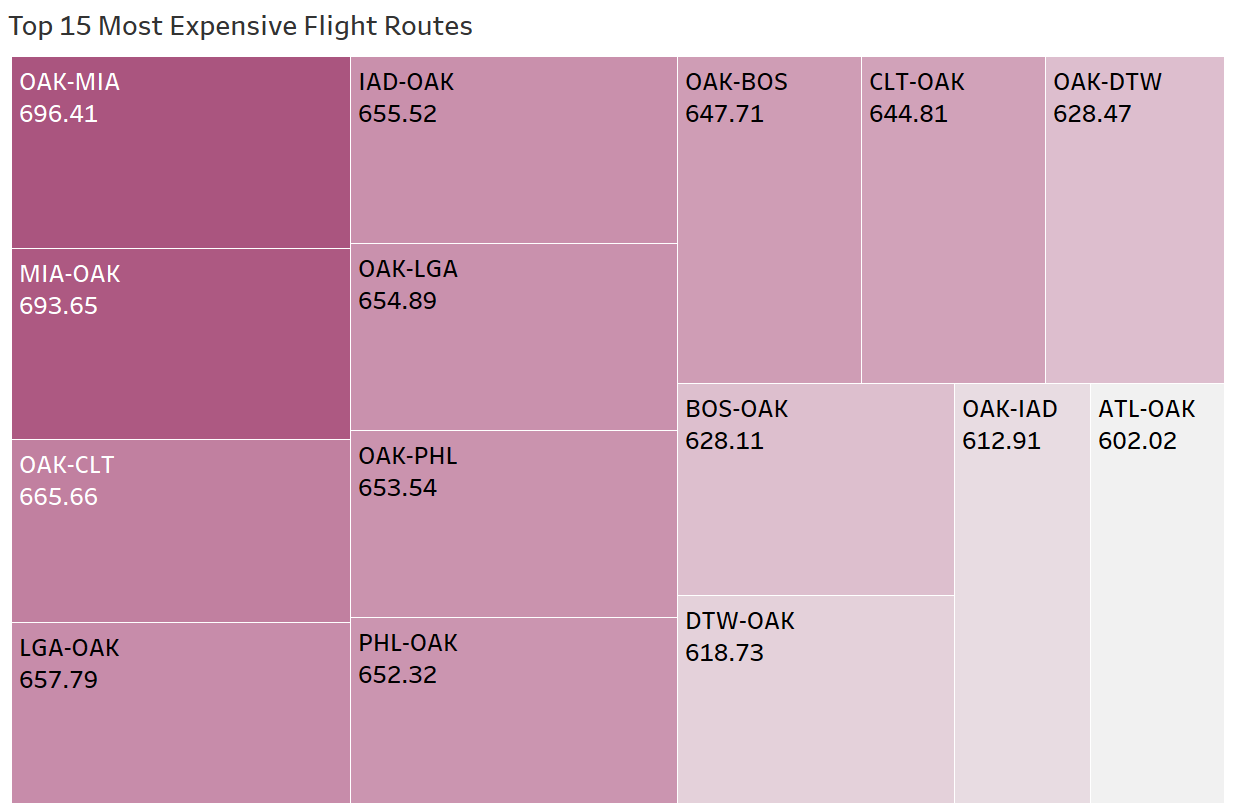 Top 15 Most Expensive Flight Routes
OAK-MIA
696.41
MIA-OAK
693.65
OAK-CLT
665.66
LGA-OAK
657.79
IAD-OAK
655.52
OAK-LGA
654.89
OAK-PHL
653.54
PHL-OAK
652.32
OAK-BOS
647.71
CLT-OAK
644.81
OAK-DTW
628.47
BOS-OAK
628.11
DTW-OAK
618.73
OAK-IAD
612.91
ATL-OAK
602.02